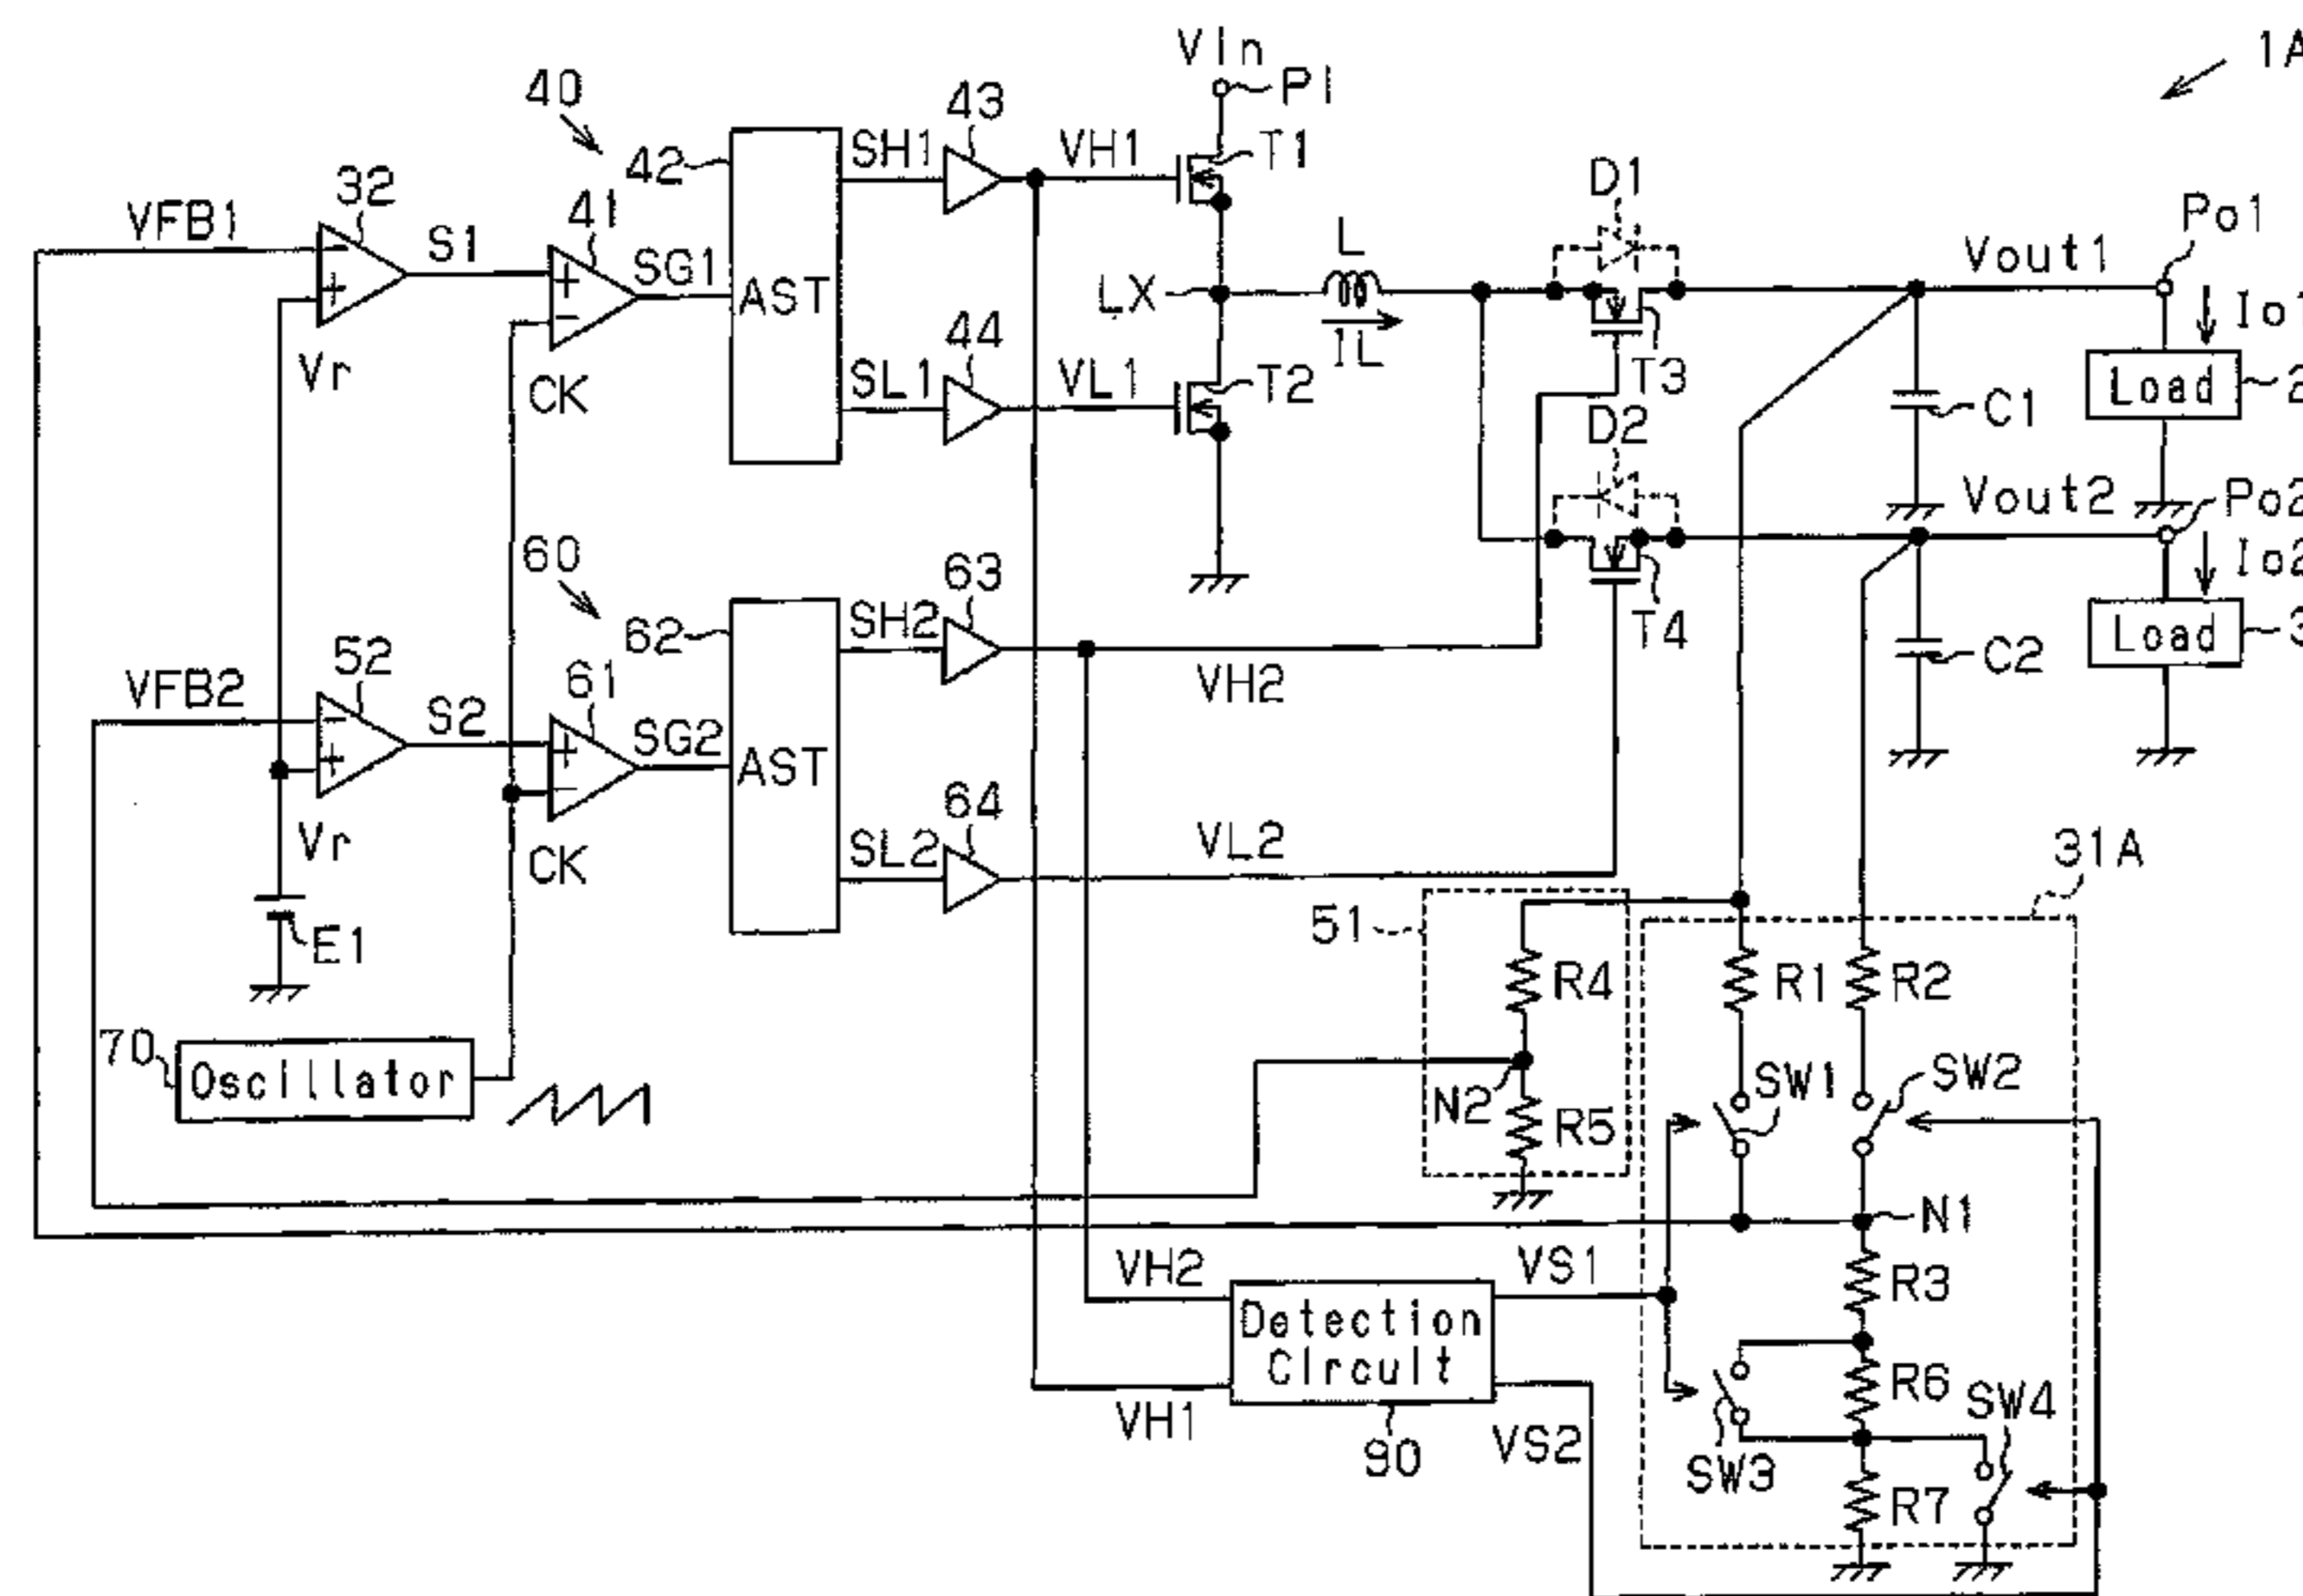 1A
VIn
PI
40
43
42
SH1
VH1
T1
32
41
D1
Po1
VFB1
S1
SG1
L
Vout1
AST
LX
Io1
Vr
CK
SL1
44
VL1
T2
IL
T3
Load
2
D2
C1
Vout2
Po2
60
63
62
SH2
T4
Io2
52
61
VH2
Load
3
VFB2
S2
SG2
C2
AST
64
Vr
CK
SL2
VL2
31A
51
E1
R4
R1
R2
70
Oscillator
N2
SW1
SW2
R5
N1
VH2
VS1
R3
Detection
Circuit
R6
SW4
VH1
90
VS2
SW3
R7